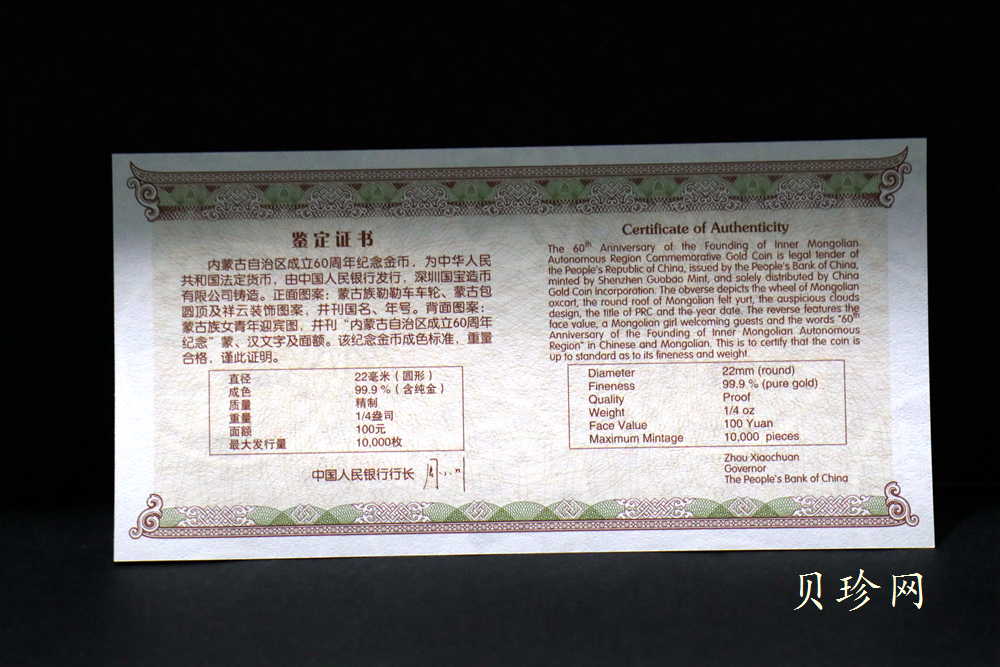 鉴定证书
内蒙古自治区成立60周年纪念金币，为中华人民
共和国法定货币，由中国人民银行发行，深圳国宝造币
有限公司铸造。正面图案：蒙古族勒勒车车轮、蒙古包
圆顶及祥云装饰图案，并刊国名、年号。背面图案：
蒙古族女青年迎宾图，并刊“内蒙古自治区成立60周年
纪念”蒙、汉文字及面额。该纪念金币成色标准，重量
合格，谨此证明。
直径 22毫米（圆形）
成色 99.9％（含纯金）
质量 精制
重量 1/4盎司
面额 100元
最大发行量 10,000枚
中国人民银行行长
Certificate of Authenticity
The 60th Anniversary of the Founding of Inner Mongolian
Autonomous Region Commemorative Gold Coin is legal tender of
the People's Republic of China, issued by the People's Bank of China,
minted by Shenzhen Guobao Mint, and solely distributed by China
Gold Coin Incorporation. The obverse depicts the wheel of Mongolian
oxcart, the round roof of Mongolian felt yurt, the auspicious clouds
design, the title of PRC and the year date. The reverse features the
face value, a Mongolian girl welcoming guests and the words "60th
Anniversary of the Founding of Inner Mongolian Autonomous
Region" in Chinese and Mongolian. This is to certify that the coin is
up to standard as to its fineness and weight.
Diameter 22mm (round)
Fineness 99.9 % (pure gold)
Quality Proof
Weight 1/4 oz
Face Value 100 Yuan
Maximum Mintage 10,000 pieces
Zhou Xiaochuan
Governor
The People's Bank of China
贝珍网